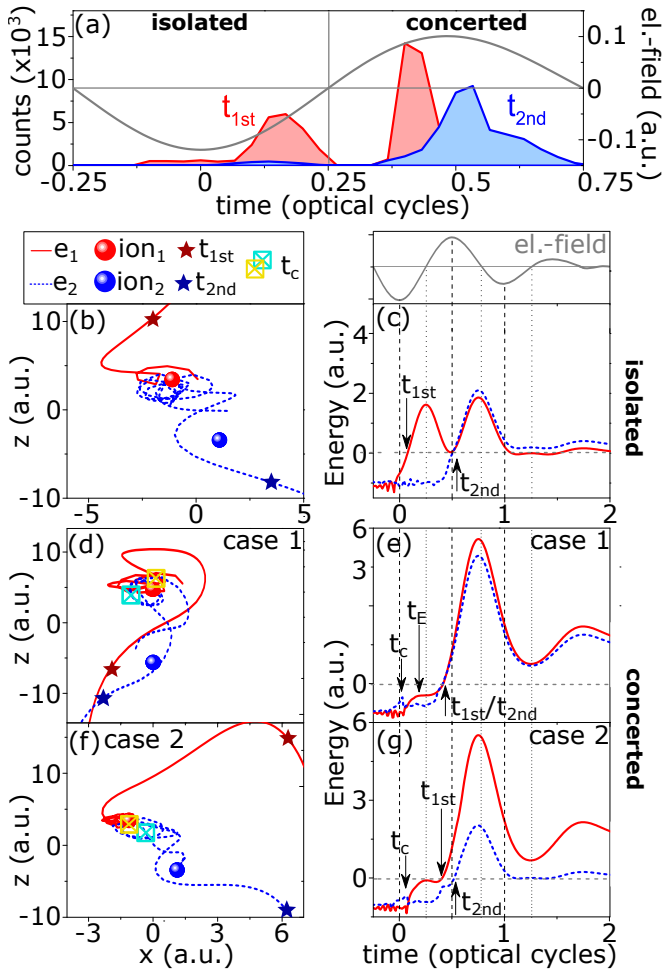 (a) isolated concerted
counts (x10³)
15
10
5
0
t1st
t2nd
0.1
0
-0.1
el.-field (a.u.)
-0.25 0 0.25 0.5 0.75
time (optical cycles)
e₁ ion₁ t1st
e₂ ion₂ t2nd
tc
el.-field
(b)
z (a.u.)
10
0
-10
-5 0 5
(c)
Energy (a.u.)
4
2
0
t1st
t2nd
0 1 2
isolated
(d) case 1
z (a.u.)
10
0
-10
(e) case 1
Energy (a.u.)
6
3
0
tE
tc
t1st/t2nd
(f) case 2
z (a.u.)
10
0
-10
-3 0 3 6
x (a.u.)
(g) case 2
Energy (a.u.)
6
3
0
t1st
tc
t2nd
0 1 2
time (optical cycles)
concerted